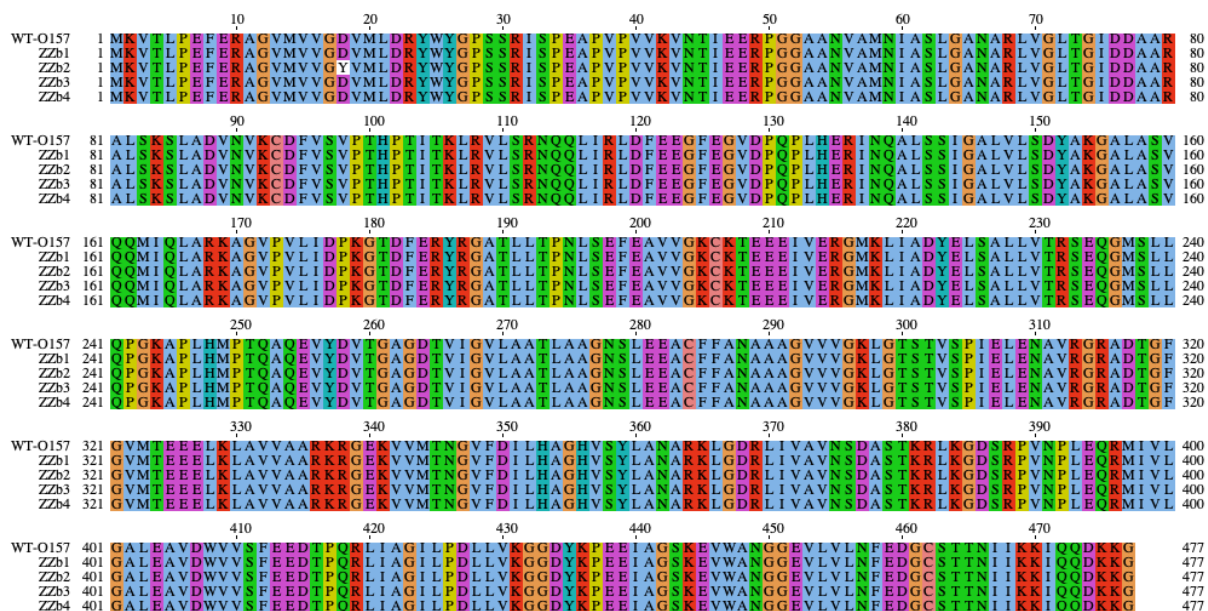 10 20 30 40 50 60 70
WT-O157 1 MKVTLPEFERAGVMVVGDVMLDRYWYGPSSRISPEAPVPVVKVNTIEERPGGAANVAMNIASLGANARLVGLTGIDDAAR 80
ZZb1 1 MKVTLPEFERAGVMVVGDVMLDRYWYGPSSRISPEAPVPVVKVNTIEERPGGAANVAMNIASLGANARLVGLTGIDDAAR 80
ZZb2 1 MKVTLPEFERAGVMVVGYVMLDRYWYGPSSRISPEAPVPVVKVNTIEERPGGAANVAMNIASLGANARLVGLTGIDDAAR 80
ZZb3 1 MKVTLPEFERAGVMVVGDVMLDRYWYGPSSRISPEAPVPVVKVNTIEERPGGAANVAMNIASLGANARLVGLTGIDDAAR 80
ZZb4 1 MKVTLPEFERAGVMVVGDVMLDRYWYGPSSRISPEAPVPVVKVNTIEERPGGAANVAMNIASLGANARLVGLTGIDDAAR 80
90 100 110 120 130 140 150
WT-O157 81 ALSKSLADVNVKCDFVSVPTHPTITKLRVLSRNQQLIRLDFEEGFEGVDPQPLHERINQALSSIGALVLSDYAKGALASV 160
ZZb1 81 ALSKSLADVNVKCDFVSVPTHPTITKLRVLSRNQQLIRLDFEEGFEGVDPQPLHERINQALSSIGALVLSDYAKGALASV 160
ZZb2 81 ALSKSLADVNVKCDFVSVPTHPTITKLRVLSRNQQLIRLDFEEGFEGVDPQPLHERINQALSSIGALVLSDYAKGALASV 160
ZZb3 81 ALSKSLADVNVKCDFVSVPTHPTITKLRVLSRNQQLIRLDFEEGFEGVDPQPLHERINQALSSIGALVLSDYAKGALASV 160
ZZb4 81 ALSKSLADVNVKCDFVSVPTHPTITKLRVLSRNQQLIRLDFEEGFEGVDPQPLHERINQALSSIGALVLSDYAKGALASV 160
170 180 190 200 210 220 230
WT-O157 161 QQMIQLARKAGVPVLIDPKGTDFERYRGATLLTPNLSEFEAVVGKCKTEEEIVERGMKLIADYELSALLVTRSEQGMSLL 240
ZZb1 161 QQMIQLARKAGVPVLIDPKGTDFERYRGATLLTPNLSEFEAVVGKCKTEEEIVERGMKLIADYELSALLVTRSEQGMSLL 240
ZZb2 161 QQMIQLARKAGVPVLIDPKGTDFERYRGATLLTPNLSEFEAVVGKCKTEEEIVERGMKLIADYELSALLVTRSEQGMSLL 240
ZZb3 161 QQMIQLARKAGVPVLIDPKGTDFERYRGATLLTPNLSEFEAVVGKCKTEEEIVERGMKLIADYELSALLVTRSEQGMSLL 240
ZZb4 161 QQMIQLARKAGVPVLIDPKGTDFERYRGATLLTPNLSEFEAVVGKCKTEEEIVERGMKLIADYELSALLVTRSEQGMSLL 240
250 260 270 280 290 300 310
WT-O157 241 QPGKAPLHMPTQAQEVYDVTGAGDTVIGVLAATLAAGNSLEEACFFANAAAGVVVGKLGTSTVSPIELENAVRGRADTGF 320
ZZb1 241 QPGKAPLHMPTQAQEVYDVTGAGDTVIGVLAATLAAGNSLEEACFFANAAAGVVVGKLGTSTVSPIELENAVRGRADTGF 320
ZZb2 241 QPGKAPLHMPTQAQEVYDVTGAGDTVIGVLAATLAAGNSLEEACFFANAAAGVVVGKLGTSTVSPIELENAVRGRADTGF 320
ZZb3 241 QPGKAPLHMPTQAQEVYDVTGAGDTVIGVLAATLAAGNSLEEACFFANAAAGVVVGKLGTSTVSPIELENAVRGRADTGF 320
ZZb4 241 QPGKAPLHMPTQAQEVYDVTGAGDTVIGVLAATLAAGNSLEEACFFANAAAGVVVGKLGTSTVSPIELENAVRGRADTGF 320
330 340 350 360 370 380 390
WT-O157 321 GVMTEEELKLAVVAARKRGEKVVMTNGVFDILHAGHVSYLANARKLGDRLIVAVNSDASTKRLKGDSRPVNPLEQRMIVL 400
ZZb1 321 GVMTEEELKLAVVAARKRGEKVVMTNGVFDILHAGHVSYLANARKLGDRLIVAVNSDASTKRLKGDSRPVNPLEQRMIVL 400
ZZb2 321 GVMTEEELKLAVVAARKRGEKVVMTNGVFDILHAGHVSYLANARKLGDRLIVAVNSDASTKRLKGDSRPVNPLEQRMIVL 400
ZZb3 321 GVMTEEELKLAVVAARKRGEKVVMTNGVFDILHAGHVSYLANARKLGDRLIVAVNSDASTKRLKGDSRPVNPLEQRMIVL 400
ZZb4 321 GVMTEEELKLAVVAARKRGEKVVMTNGVFDILHAGHVSYLANARKLGDRLIVAVNSDASTKRLKGDSRPVNPLEQRMIVL 400
410 420 430 440 450 460 470
WT-O157 401 GALEAVDWVVSFEEDTPQRLIAGILPDLLVKGGDYKPEEIAGSKEVWANGGEVLVLNFEDGCSTTNIIKKIQQDKKG 477
ZZb1 401 GALEAVDWVVSFEEDTPQRLIAGILPDLLVKGGDYKPEEIAGSKEVWANGGEVLVLNFEDGCSTTNIIKKIQQDKKG 477
ZZb2 401 GALEAVDWVVSFEEDTPQRLIAGILPDLLVKGGDYKPEEIAGSKEVWANGGEVLVLNFEDGCSTTNIIKKIQQDKKG 477
ZZb3 401 GALEAVDWVVSFEEDTPQRLIAGILPDLLVKGGDYKPEEIAGSKEVWANGGEVLVLNFEDGCSTTNIIKKIQQDKKG 477
ZZb4 401 GALEAVDWVVSFEEDTPQRLIAGILPDLLVKGGDYKPEEIAGSKEVWANGGEVLVLNFEDGCSTTNIIKKIQQDKKG 477